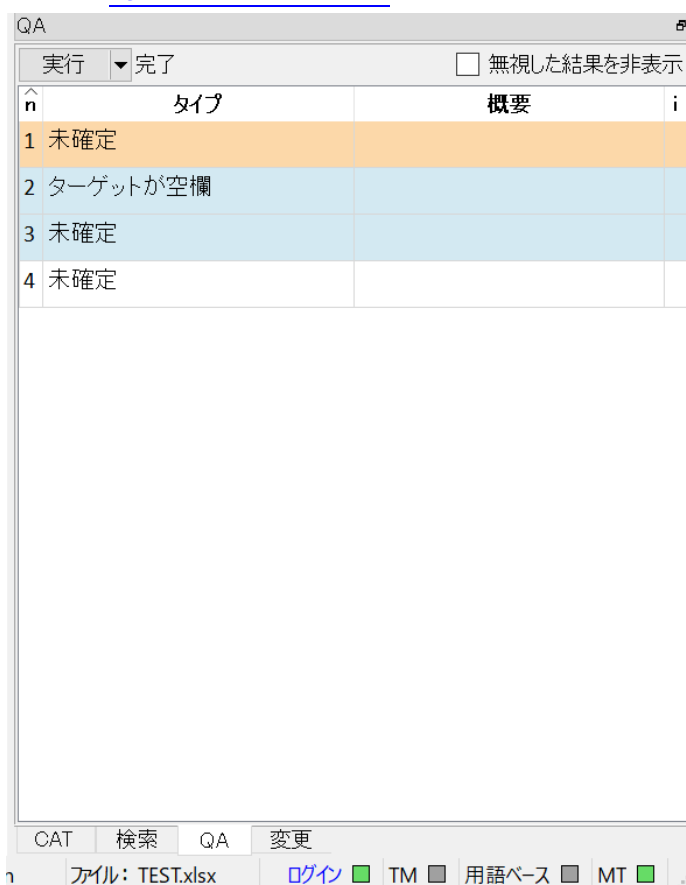 QA
実行 ▼ 完了 無視した結果を非表示
n タイプ 概要 i
1 未確定
2 ターゲットが空欄
3 未確定
4 未確定
CAT 検索 QA 変更
ファイル: TEST.xlsx ログイン TM 用語ベース MT